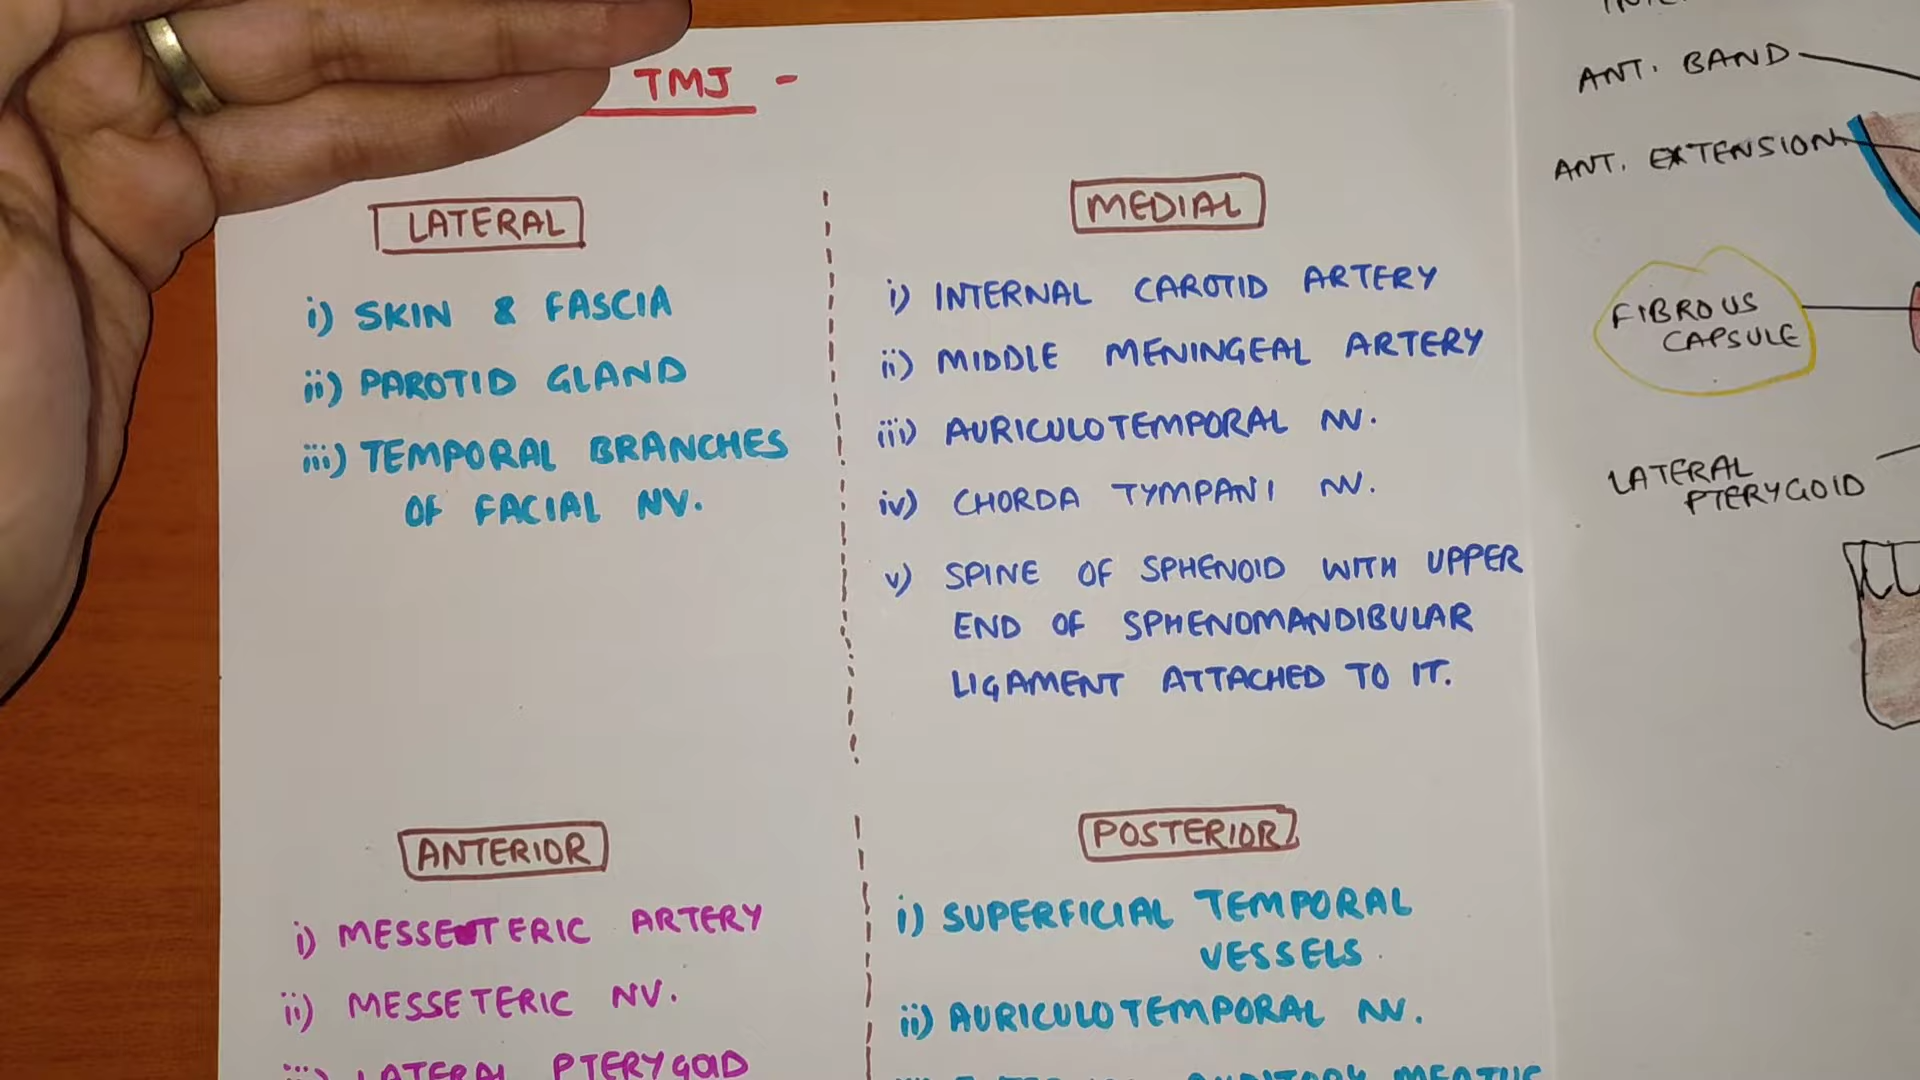 TMJ -
LATERAL
i) SKIN & FASCIA
ii) PAROTID GLAND
iii) TEMPORAL BRANCHES
OF FACIAL NV.
MEDIAL
i) INTERNAL CAROTID ARTERY
ii) MIDDLE MENINGEAL ARTERY
iii) AURICULOTEMPORAL NV.
iv) CHORDA TYMPANI NV.
v) SPINE OF SPHENOID WITH UPPER
END OF SPHENOMANDIBULAR
LIGAMENT ATTACHED TO IT.
ANTERIOR
i) MESSETERIC ARTERY
ii) MESSETERIC NV.
iii) LATERAL PTERYGOID
POSTERIOR
i) SUPERFICIAL TEMPORAL
VESSELS.
ii) AURICULOTEMPORAL NV.
AUDITORY MEATUS
ANT. BAND
ANT. EXTENSION
FIBROUS
CAPSULE
LATERAL
PTERYGOID